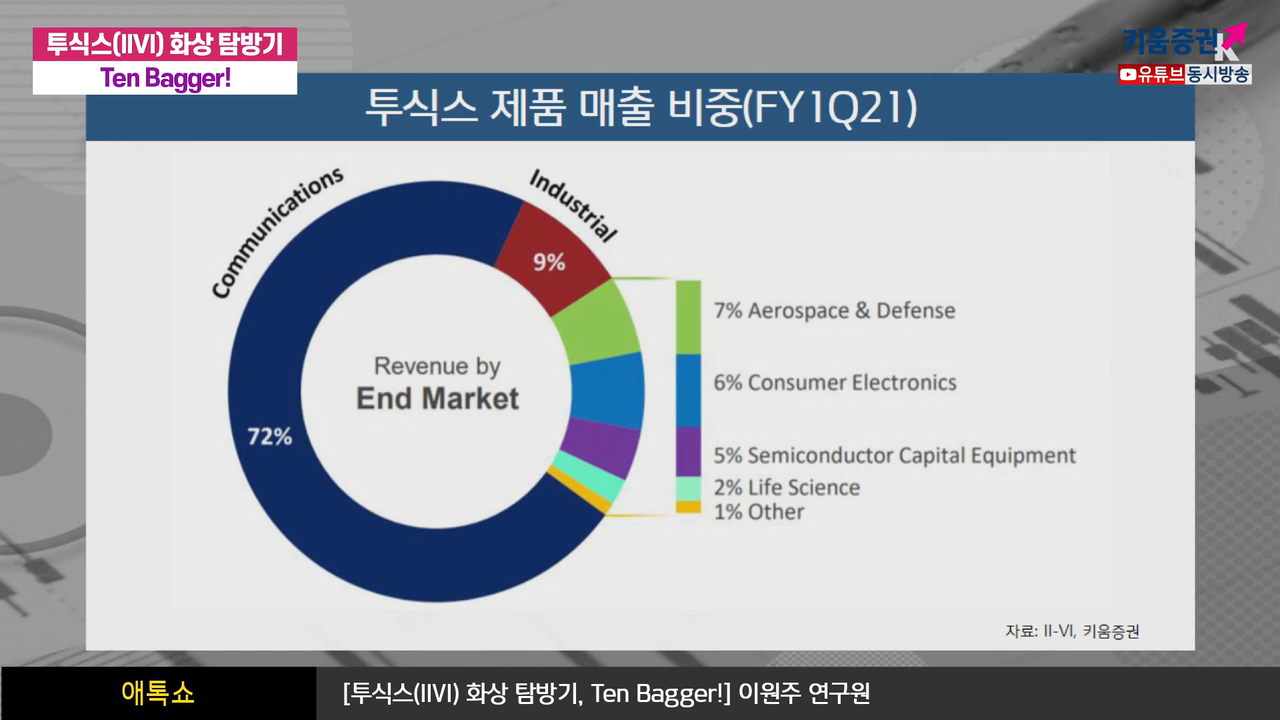 투식스(IIVI) 화상 탐방기
Ten Bagger!
키움증권
유튜브동시방송
투식스 제품 매출 비중(FY1Q21)
Communications
Industrial
9%
72%
Revenue by
End Market
7% Aerospace & Defense
6% Consumer Electronics
5% Semiconductor Capital Equipment
2% Life Science
1% Other
자료: II-VI, 키움증권
애톡쇼
[투식스(IIVI) 화상 탐방기, Ten Bagger!] 이원주 연구원